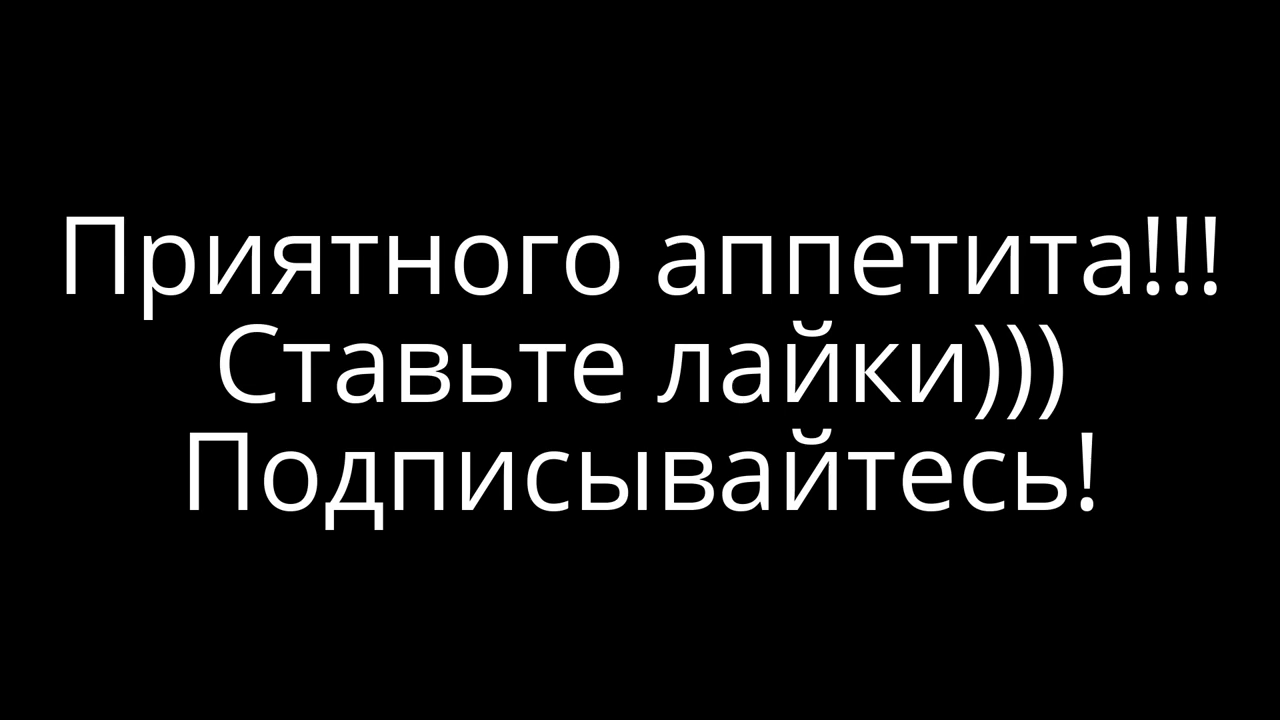 Приятного аппетита!!!
Ставьте лайки)))
Подписывайтесь!